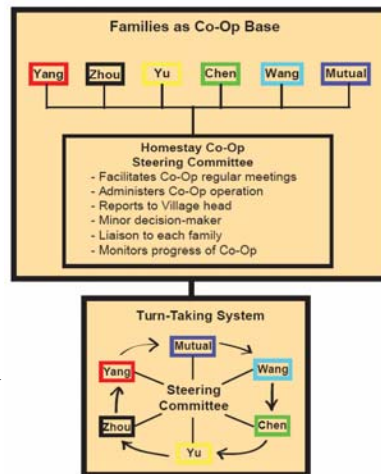 Families as Co-Op Base
Yang Zhou Yu Chen Wang Mutual
Homestay Co-Op
Steering Committee
- Facilitates Co-Op regular meetings
- Administers Co-Op operation
- Reports to Village head
- Minor decision-maker
- Liaison to each family
- Monitors progress of Co-Op
Turn-Taking System
Mutual
Yang
Wang
Steering
Committee
Zhou
Chen
Yu